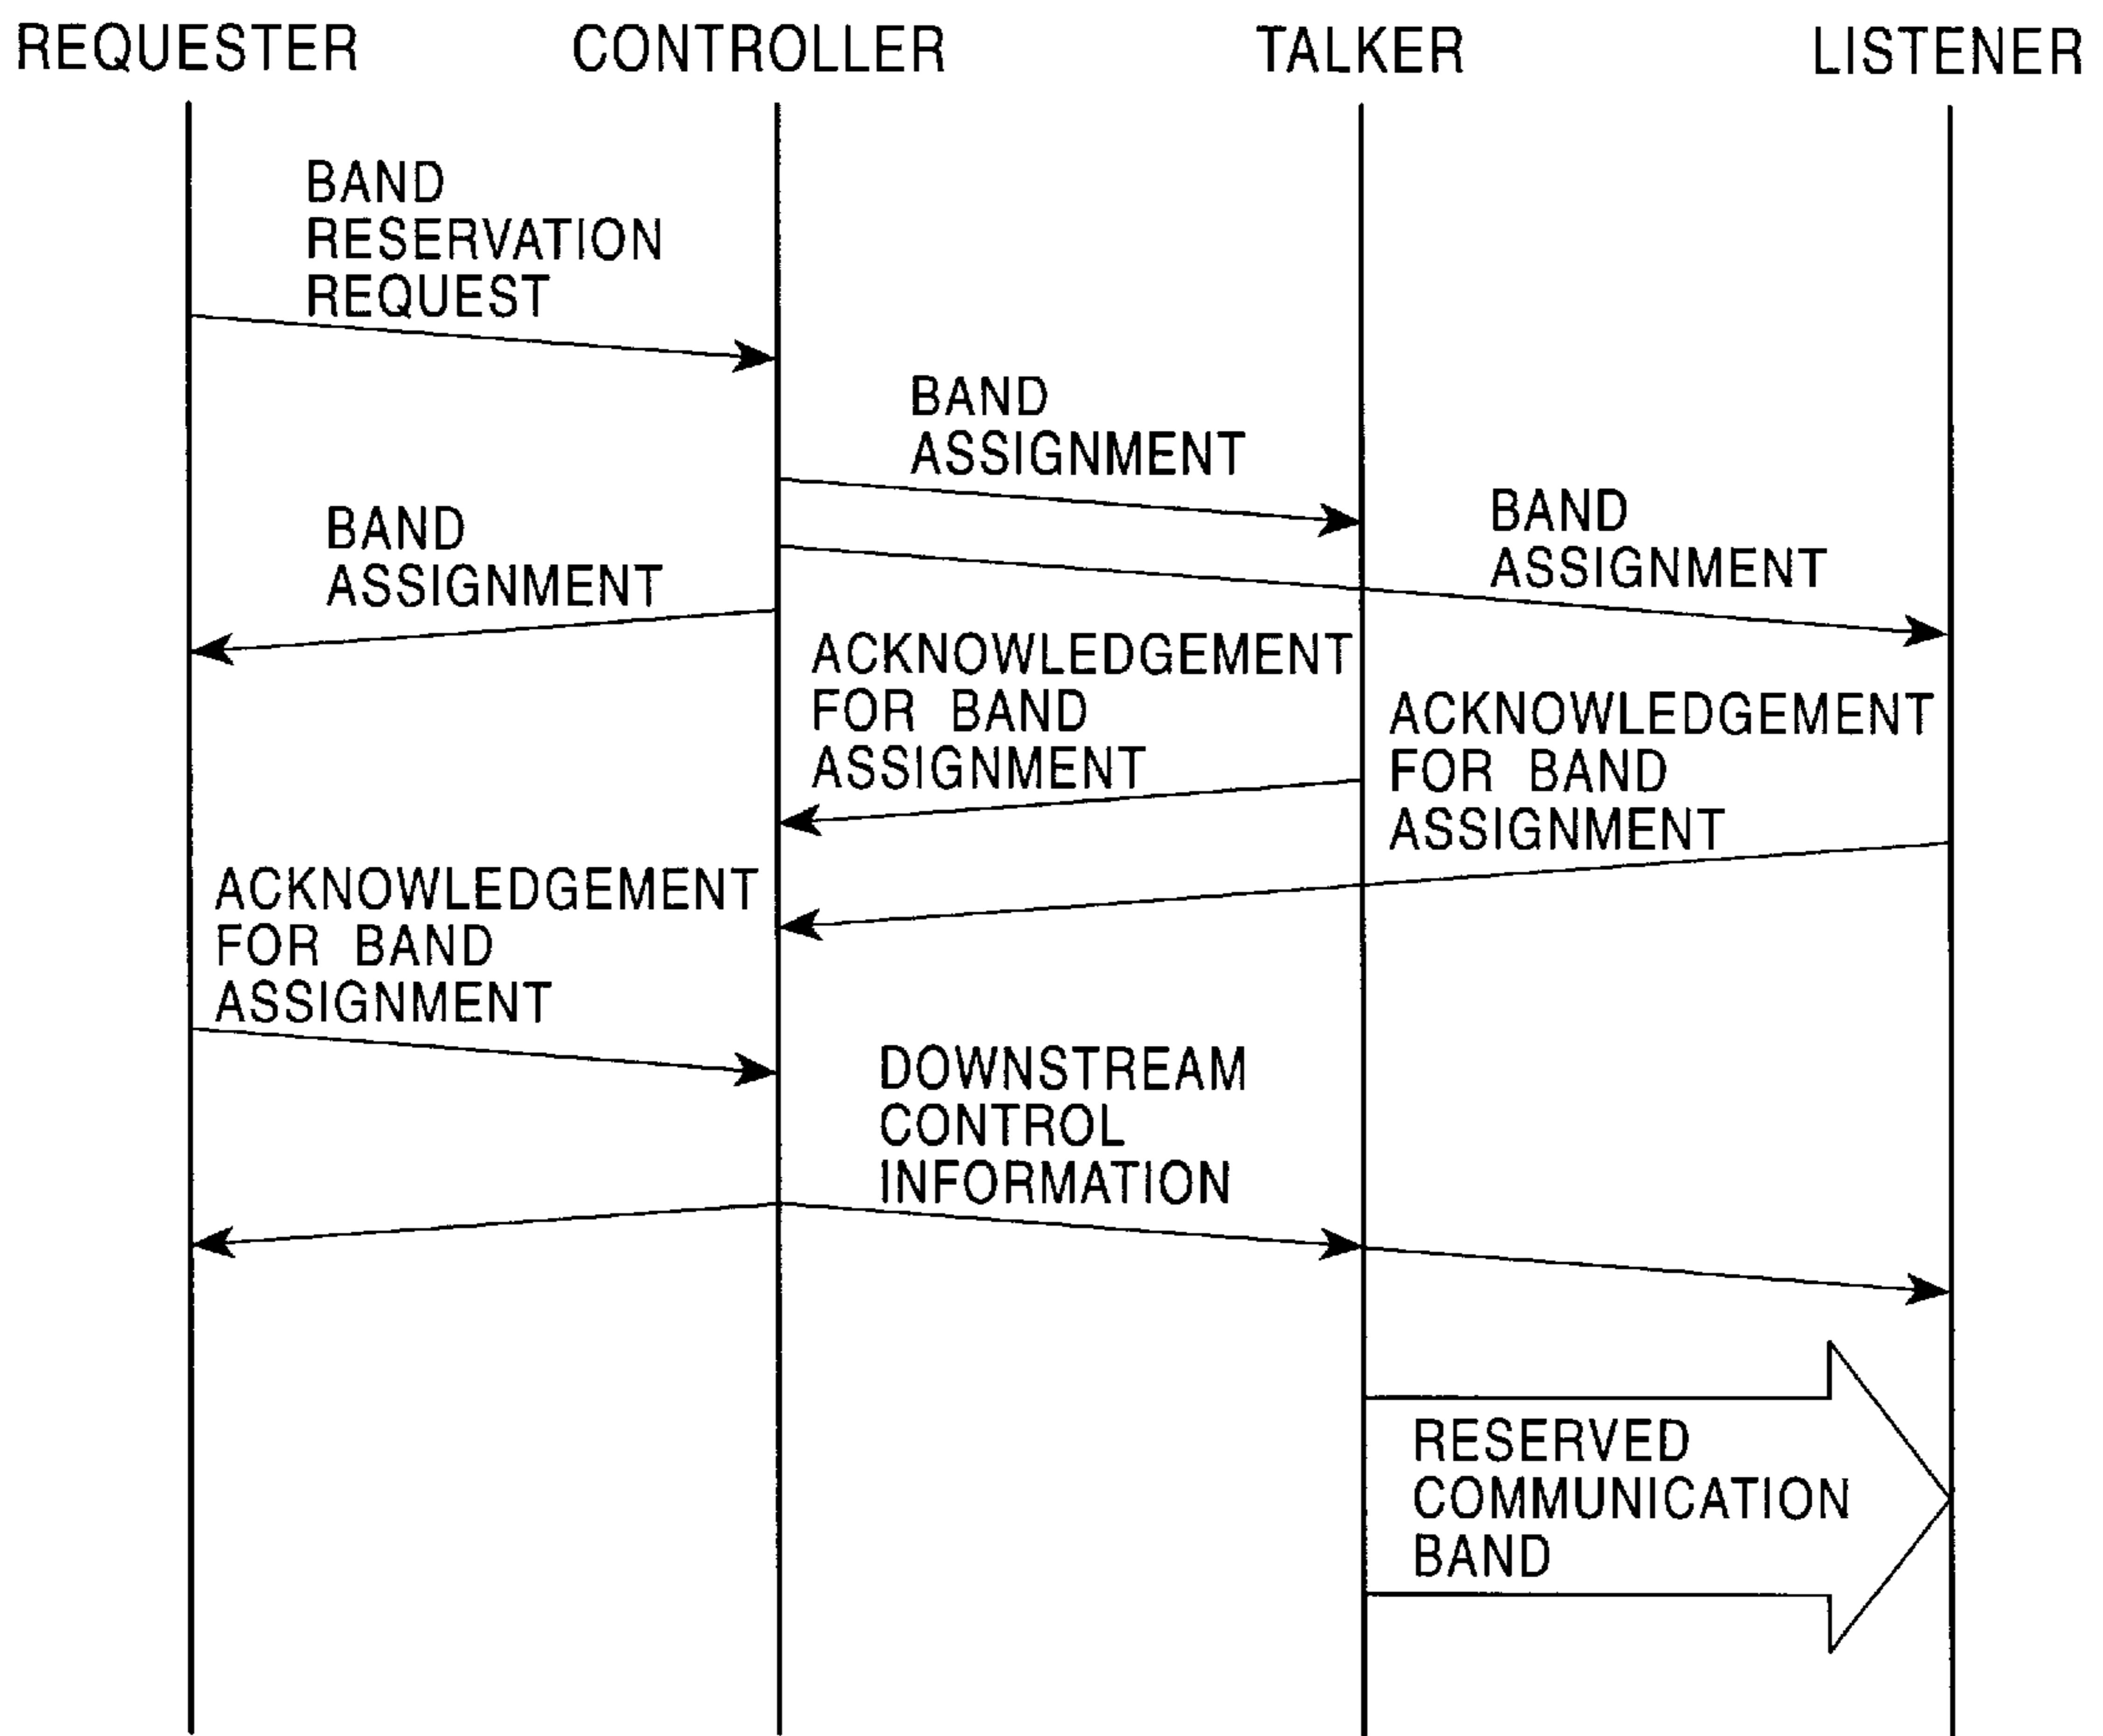 REQUESTER CONTROLLER TALKER LISTENER
BAND
RESERVATION
REQUEST
BAND
ASSIGNMENT
BAND
ASSIGNMENT
BAND
ASSIGNMENT
ACKNOWLEDGEMENT
FOR BAND
ASSIGNMENT
ACKNOWLEDGEMENT
FOR BAND
ASSIGNMENT
ACKNOWLEDGEMENT
FOR BAND
ASSIGNMENT
DOWNSTREAM
CONTROL
INFORMATION
RESERVED
COMMUNICATION
BAND